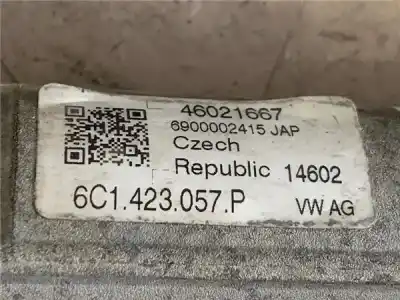 46021667
6900002415 JAP
Czech
Republic 14602
6C1.423.057.P VW AG